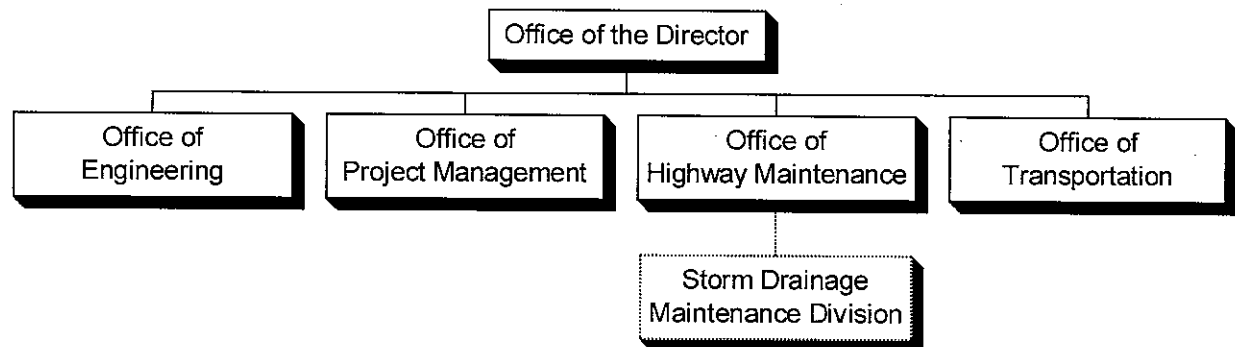 Office of the Director
Office of
Engineering
Office of
Project Management
Office of
Highway Maintenance
Office of
Transportation
Storm Drainage
Maintenance Division